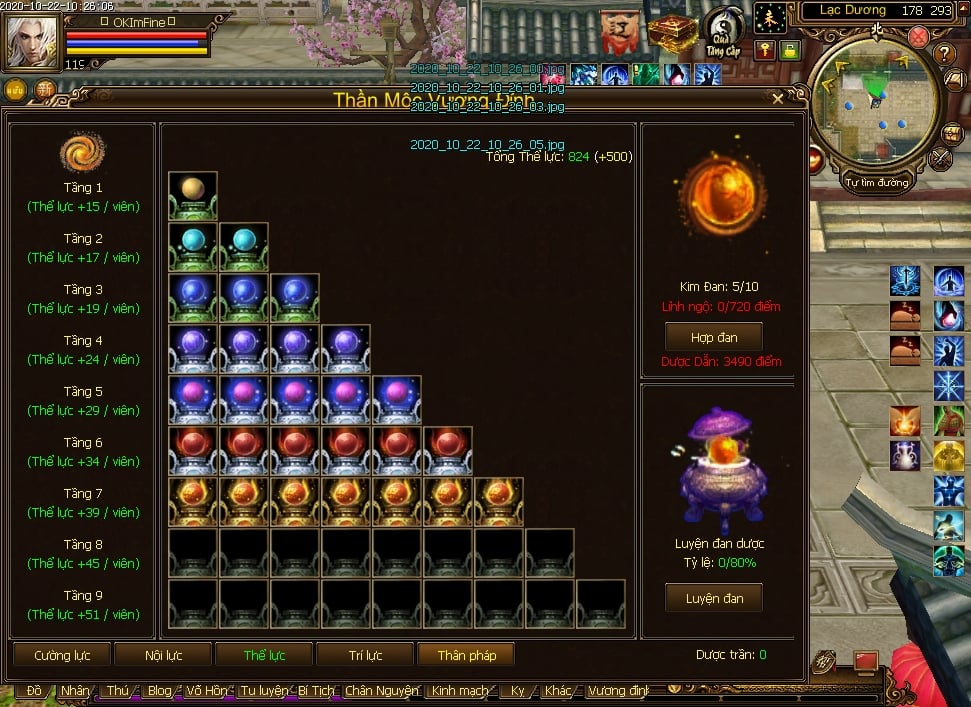 2020-10-22-10:26:06
OKImFine
119
Quà
Tăng Cấp
Lạc Dương 178 293
北
Tự tìm đường
2020_10_22_10_26_00.jpg
2020_10_22_10_26_01.jpg
Thần Mộc Vương Đỉnh
2020_10_22_10_26_03.jpg
2020_10_22_10_26_05.jpg
Tổng Thể lực: 824 (+500)
Tầng 1
(Thể lực +15 / viên)
Tầng 2
(Thể lực +17 / viên)
Tầng 3
(Thể lực +19 / viên)
Tầng 4
(Thể lực +24 / viên)
Tầng 5
(Thể lực +29 / viên)
Tầng 6
(Thể lực +34 / viên)
Tầng 7
(Thể lực +39 / viên)
Tầng 8
(Thể lực +45 / viên)
Tầng 9
(Thể lực +51 / viên)
Kim Đan: 5/10
Lĩnh ngộ: 0/720 điểm
Hợp đan
Dược Dẫn: 3490 điểm
Luyện đan dược
Tỷ lệ: 0/80%
Luyện đan
Dược trần: 0
Cường lực Nội lực Thể lực Trí lực Thân pháp
Đồ Nhân Thú Blog Võ Hồn Tu luyện Bí Tịch Chân Nguyên Kinh mạch Kỵ Khác Vương đỉnh